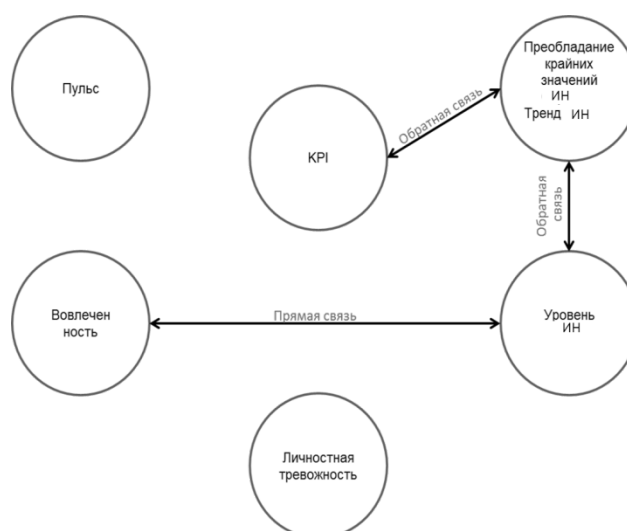 Пульс
Преобладание
крайних
значений
ИН
Тренд ИН
Обратная связь
KPI
Обратная
связь
Вовлечен
ность
Прямая связь
Уровень
ИН
Личностная
тревожность